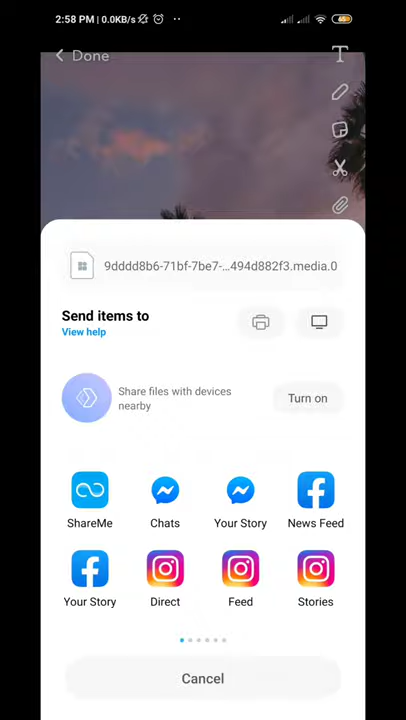 2:58 PM | 0.0KB/s
46
Done
T
9dddd8b6-71bf-7be7-...494d882f3.media.0
Send items to
View help
Share files with devices
nearby
Turn on
ShareMe
Chats
Your Story
News Feed
Your Story
Direct
Feed
Stories
Cancel